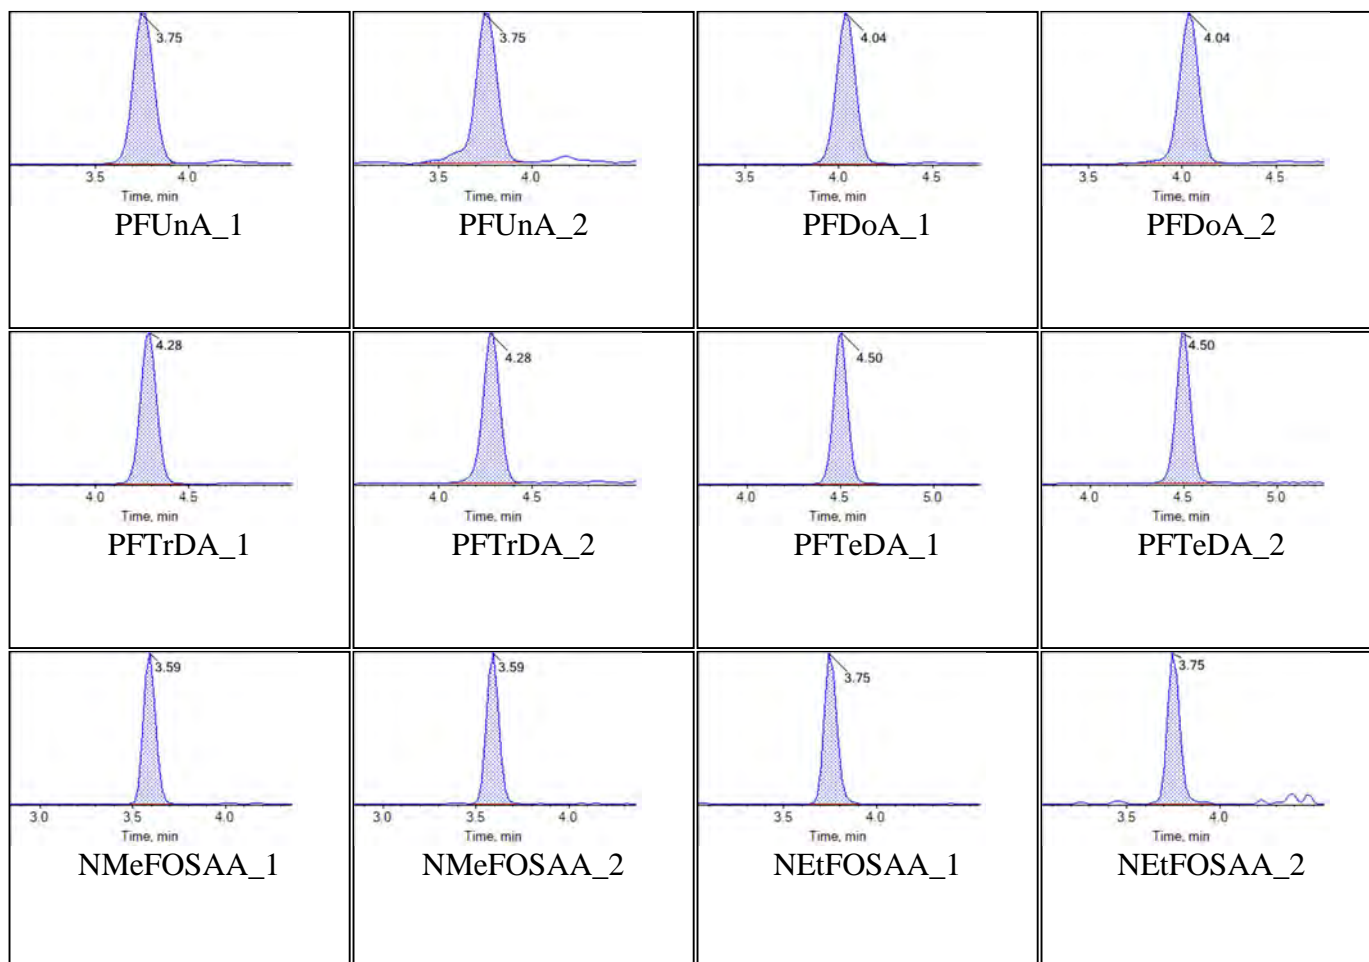 3.75
3.5 4.0
Time, min
PFUnA_1
3.75
3.5 4.0
Time, min
PFUnA_2
4.04
3.5 4.0 4.5
Time, min
PFDoA_1
4.04
3.5 4.0 4.5
Time, min
PFDoA_2
4.28
4.0 4.5
Time, min
PFTrDA_1
4.28
4.0 4.5
Time, min
PFTrDA_2
4.50
4.0 4.5 5.0
Time, min
PFTeDA_1
4.50
4.0 4.5 5.0
Time, min
PFTeDA_2
3.59
3.0 3.5 4.0
Time, min
NMeFOSAA_1
3.59
3.0 3.5 4.0
Time, min
NMeFOSAA_2
3.75
3.5 4.0
Time, min
NEtFOSAA_1
3.75
3.5 4.0
Time, min
NEtFOSAA_2